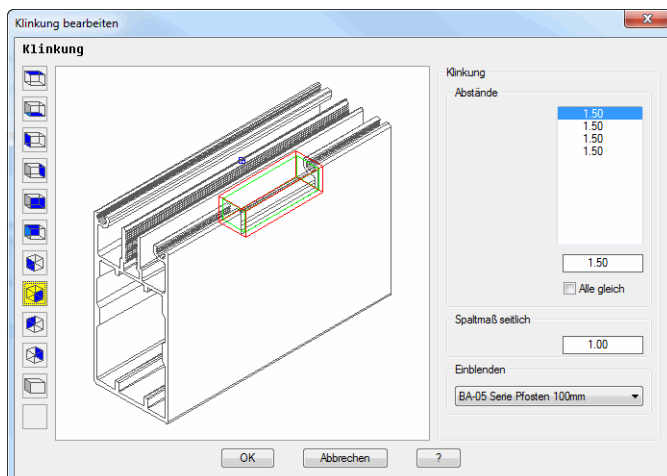 Klinkung bearbeiten
Klinkung
Klinkung
Abstände
1.50
1.50
1.50
1.50
1.50
Alle gleich
Spaltmaß seitlich
1.00
Einblenden
BA-05 Serie Pfosten 100mm
OK
Abbrechen
?